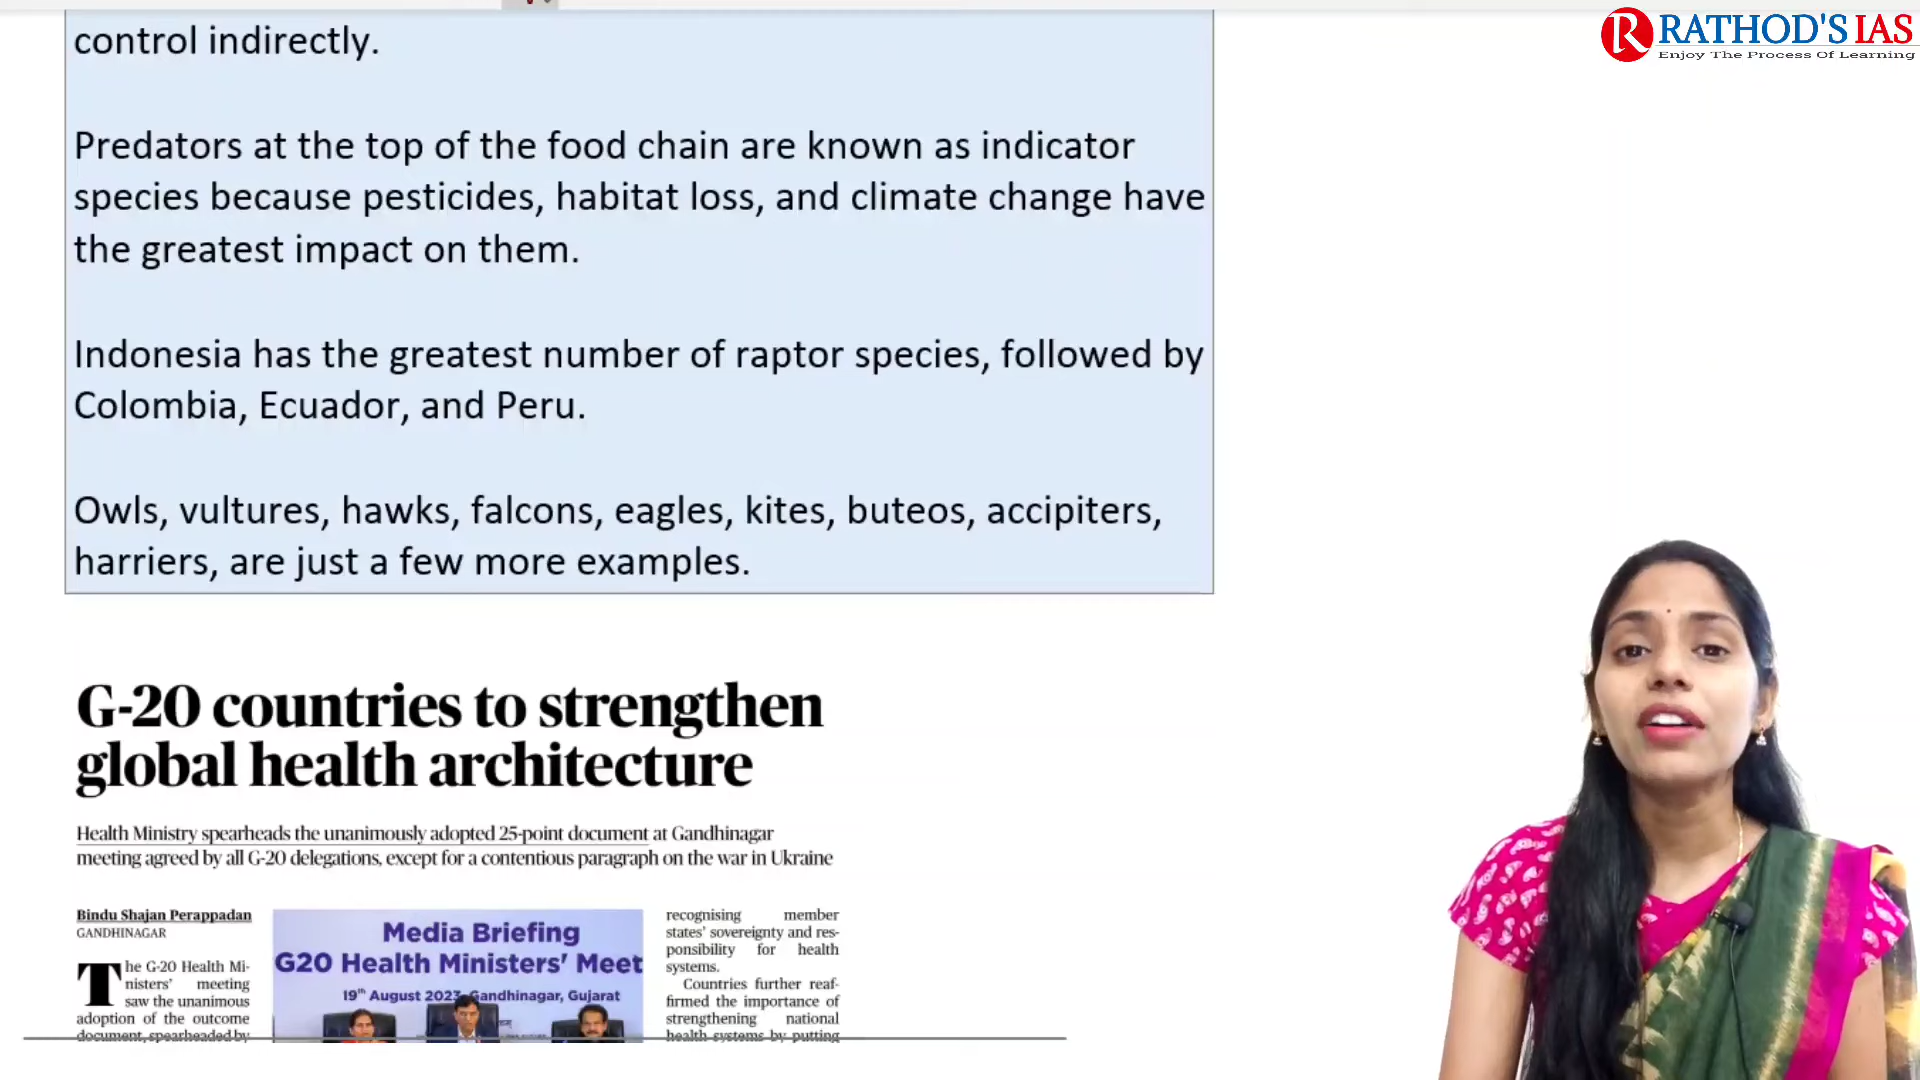 RATHOD'S IAS
Enjoy The Process Of Learning
control indirectly.
Predators at the top of the food chain are known as indicator
species because pesticides, habitat loss, and climate change have
the greatest impact on them.
Indonesia has the greatest number of raptor species, followed by
Colombia, Ecuador, and Peru.
Owls, vultures, hawks, falcons, eagles, kites, buteos, accipiters,
harriers, are just a few more examples.
G-20 countries to strengthen
global health architecture
Health Ministry spearheads the unanimously adopted 25-point document at Gandhinagar
meeting agreed by all G-20 delegations, except for a contentious paragraph on the war in Ukraine
Bindu Shajan Perappadan
GANDHINAGAR
The G-20 Health Mi-
nisters' meeting
saw the unanimous
adoption of the outcome
document, spearheaded by
Media Briefing
G20 Health Ministers' Meet
19th August 2023, Gandhinagar, Gujarat
recognising member
states' sovereignty and res-
ponsibility for health
systems.
Countries further reaf-
firmed the importance of
strengthening national
health systems by putting